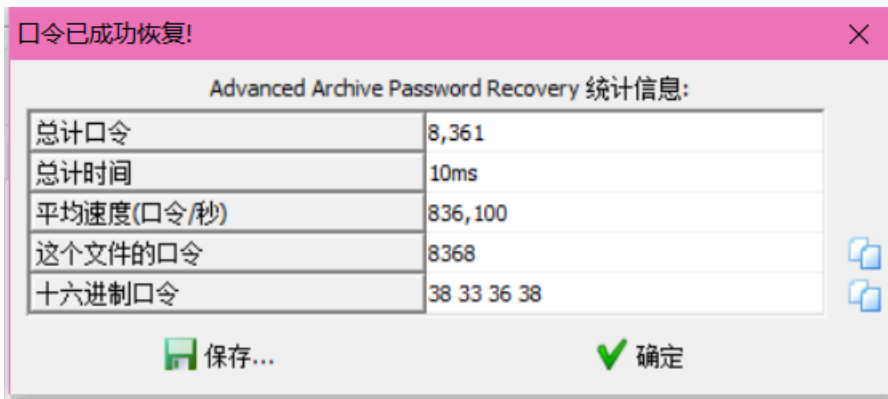 口令已成功恢复!
Advanced Archive Password Recovery 统计信息:
总计口令 8,361
总计时间 10ms
平均速度(口令/秒) 836,100
这个文件的口令 8368
十六进制口令 38 33 36 38
保存... 确定